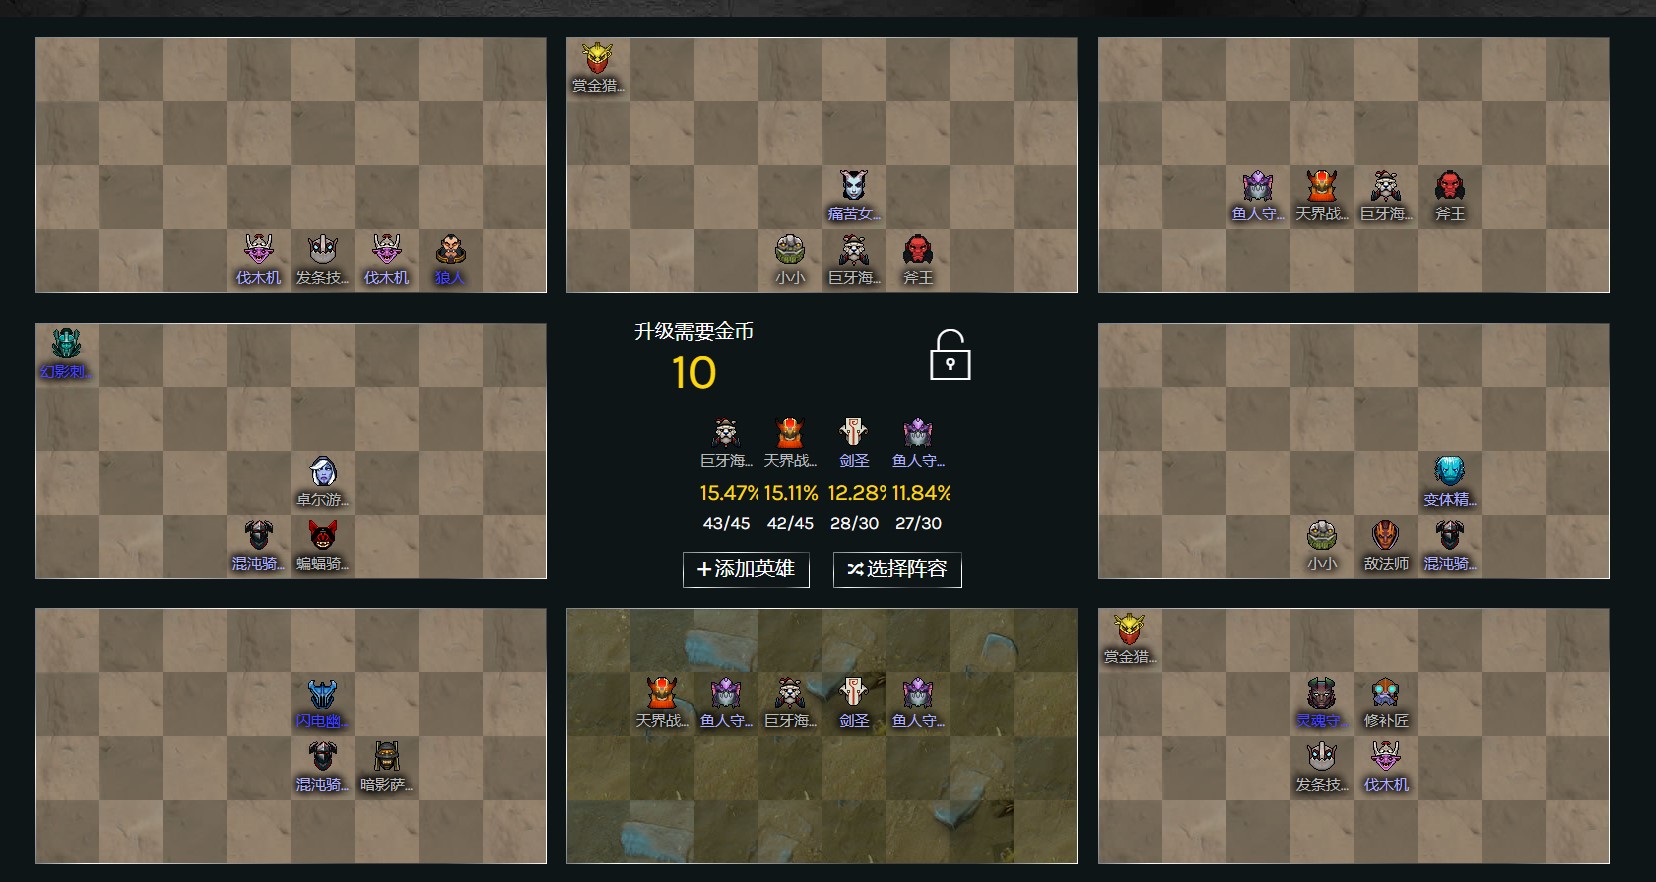 赏金猎...
痛苦女...
鱼人守...
天界战...
巨牙海...
斧王
伐木机
发条技...
伐木机
狼人
小小
巨牙海...
斧王
升级需要金币
10
幻影刺...
卓尔游...
混沌骑...
蝙蝠骑...
巨牙海...
天界战...
剑圣
鱼人守...
15.47%
15.11%
12.28%
11.84%
43/45
42/45
28/30
27/30
+添加英雄
选择阵容
变体精...
小小
敌法师
混沌骑...
闪电幽...
混沌骑...
暗影萨...
天界战...
鱼人守...
巨牙海...
剑圣
鱼人守...
赏金猎...
灵魂守...
修补匠
发条技...
伐木机